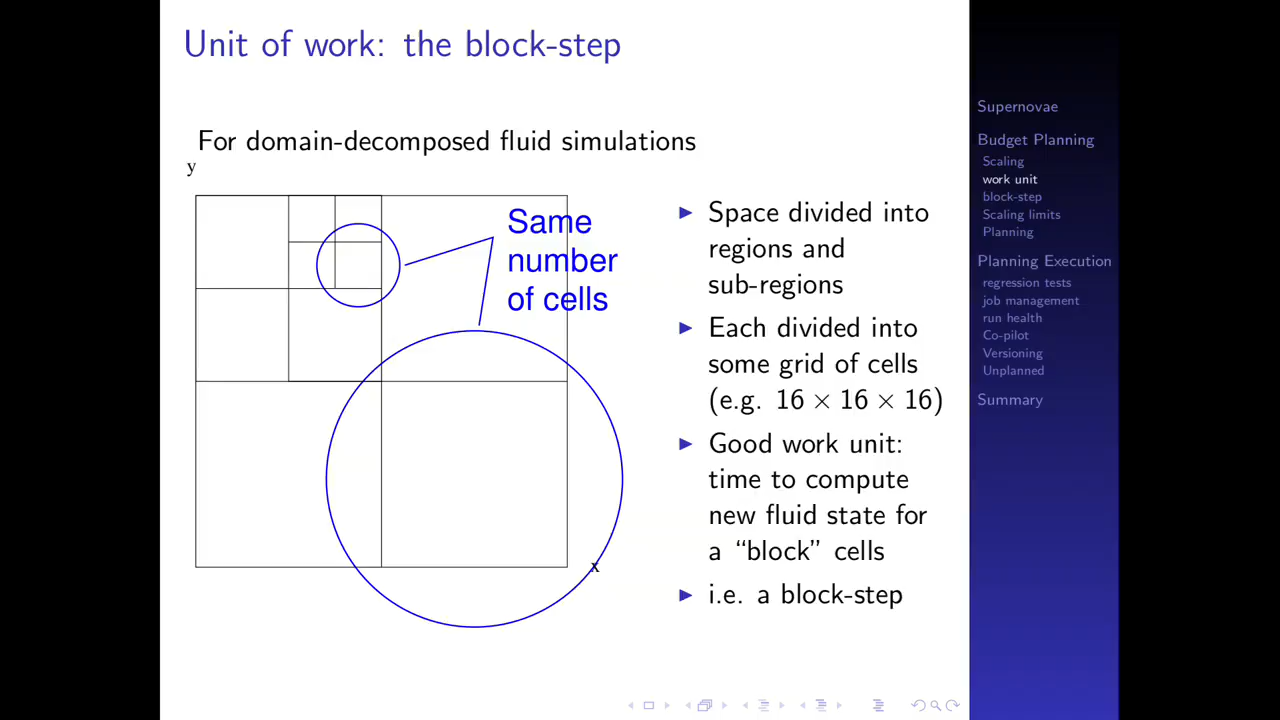 Unit of work: the block-step
For domain-decomposed fluid simulations
y
Same
number
of cells
x
▶ Space divided into
regions and
sub-regions
▶ Each divided into
some grid of cells
(e.g. 16 × 16 × 16)
▶ Good work unit:
time to compute
new fluid state for
a “block” cells
▶ i.e. a block-step
Supernovae
Budget Planning
Scaling
work unit
block-step
Scaling limits
Planning
Planning Execution
regression tests
job management
run health
Co-pilot
Versioning
Unplanned
Summary